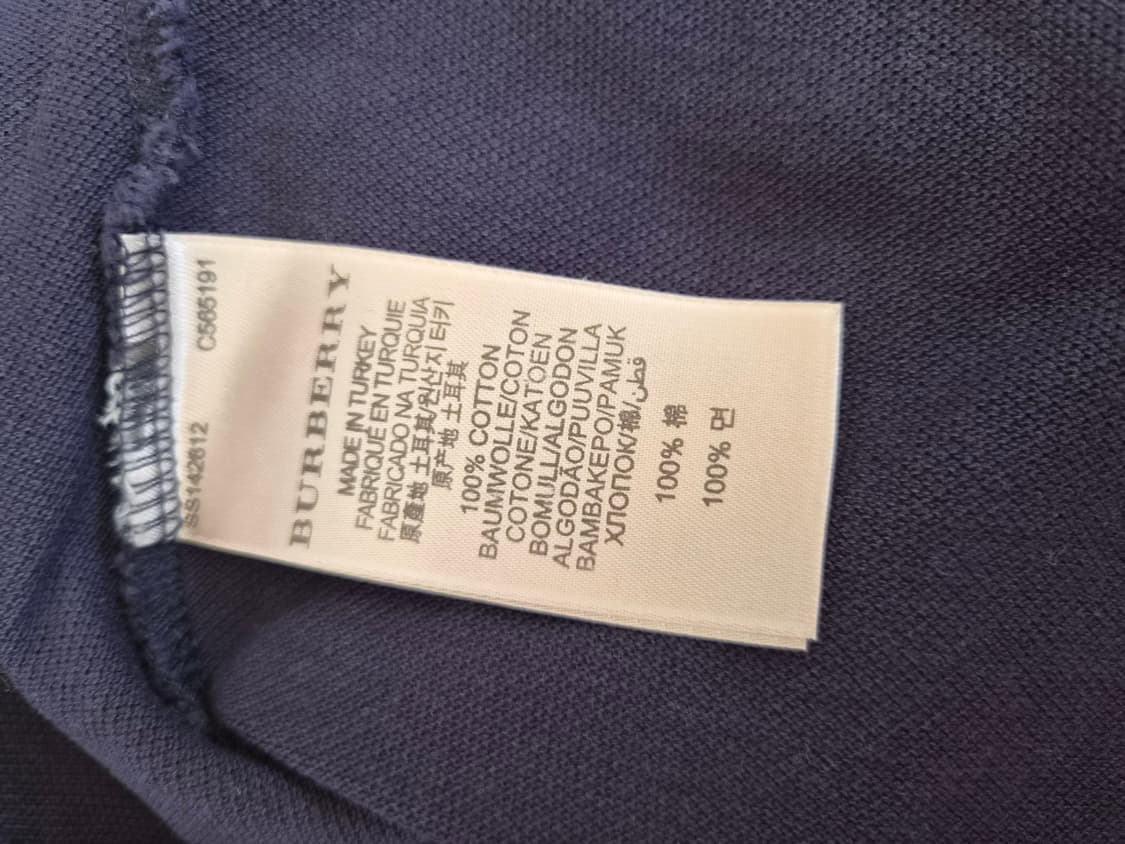 SS142612 C565191
BURBERRY
MADE IN TURKEY
FABRIQUÉ EN TURQUIE
FABRICADO NA TURQUIA
原產地 土耳其/원산지 터키
原产地 土耳其
100% COTTON
BAUMWOLLE/COTON
COTONE/KATOEN
BOMULL/ALGODON
ALGODÃO/PUUVILLA
ΒΑΜΒΑΚΕΡΟ/PAMUK
ХЛОПОК/棉/قطن
100% 棉
100% 면